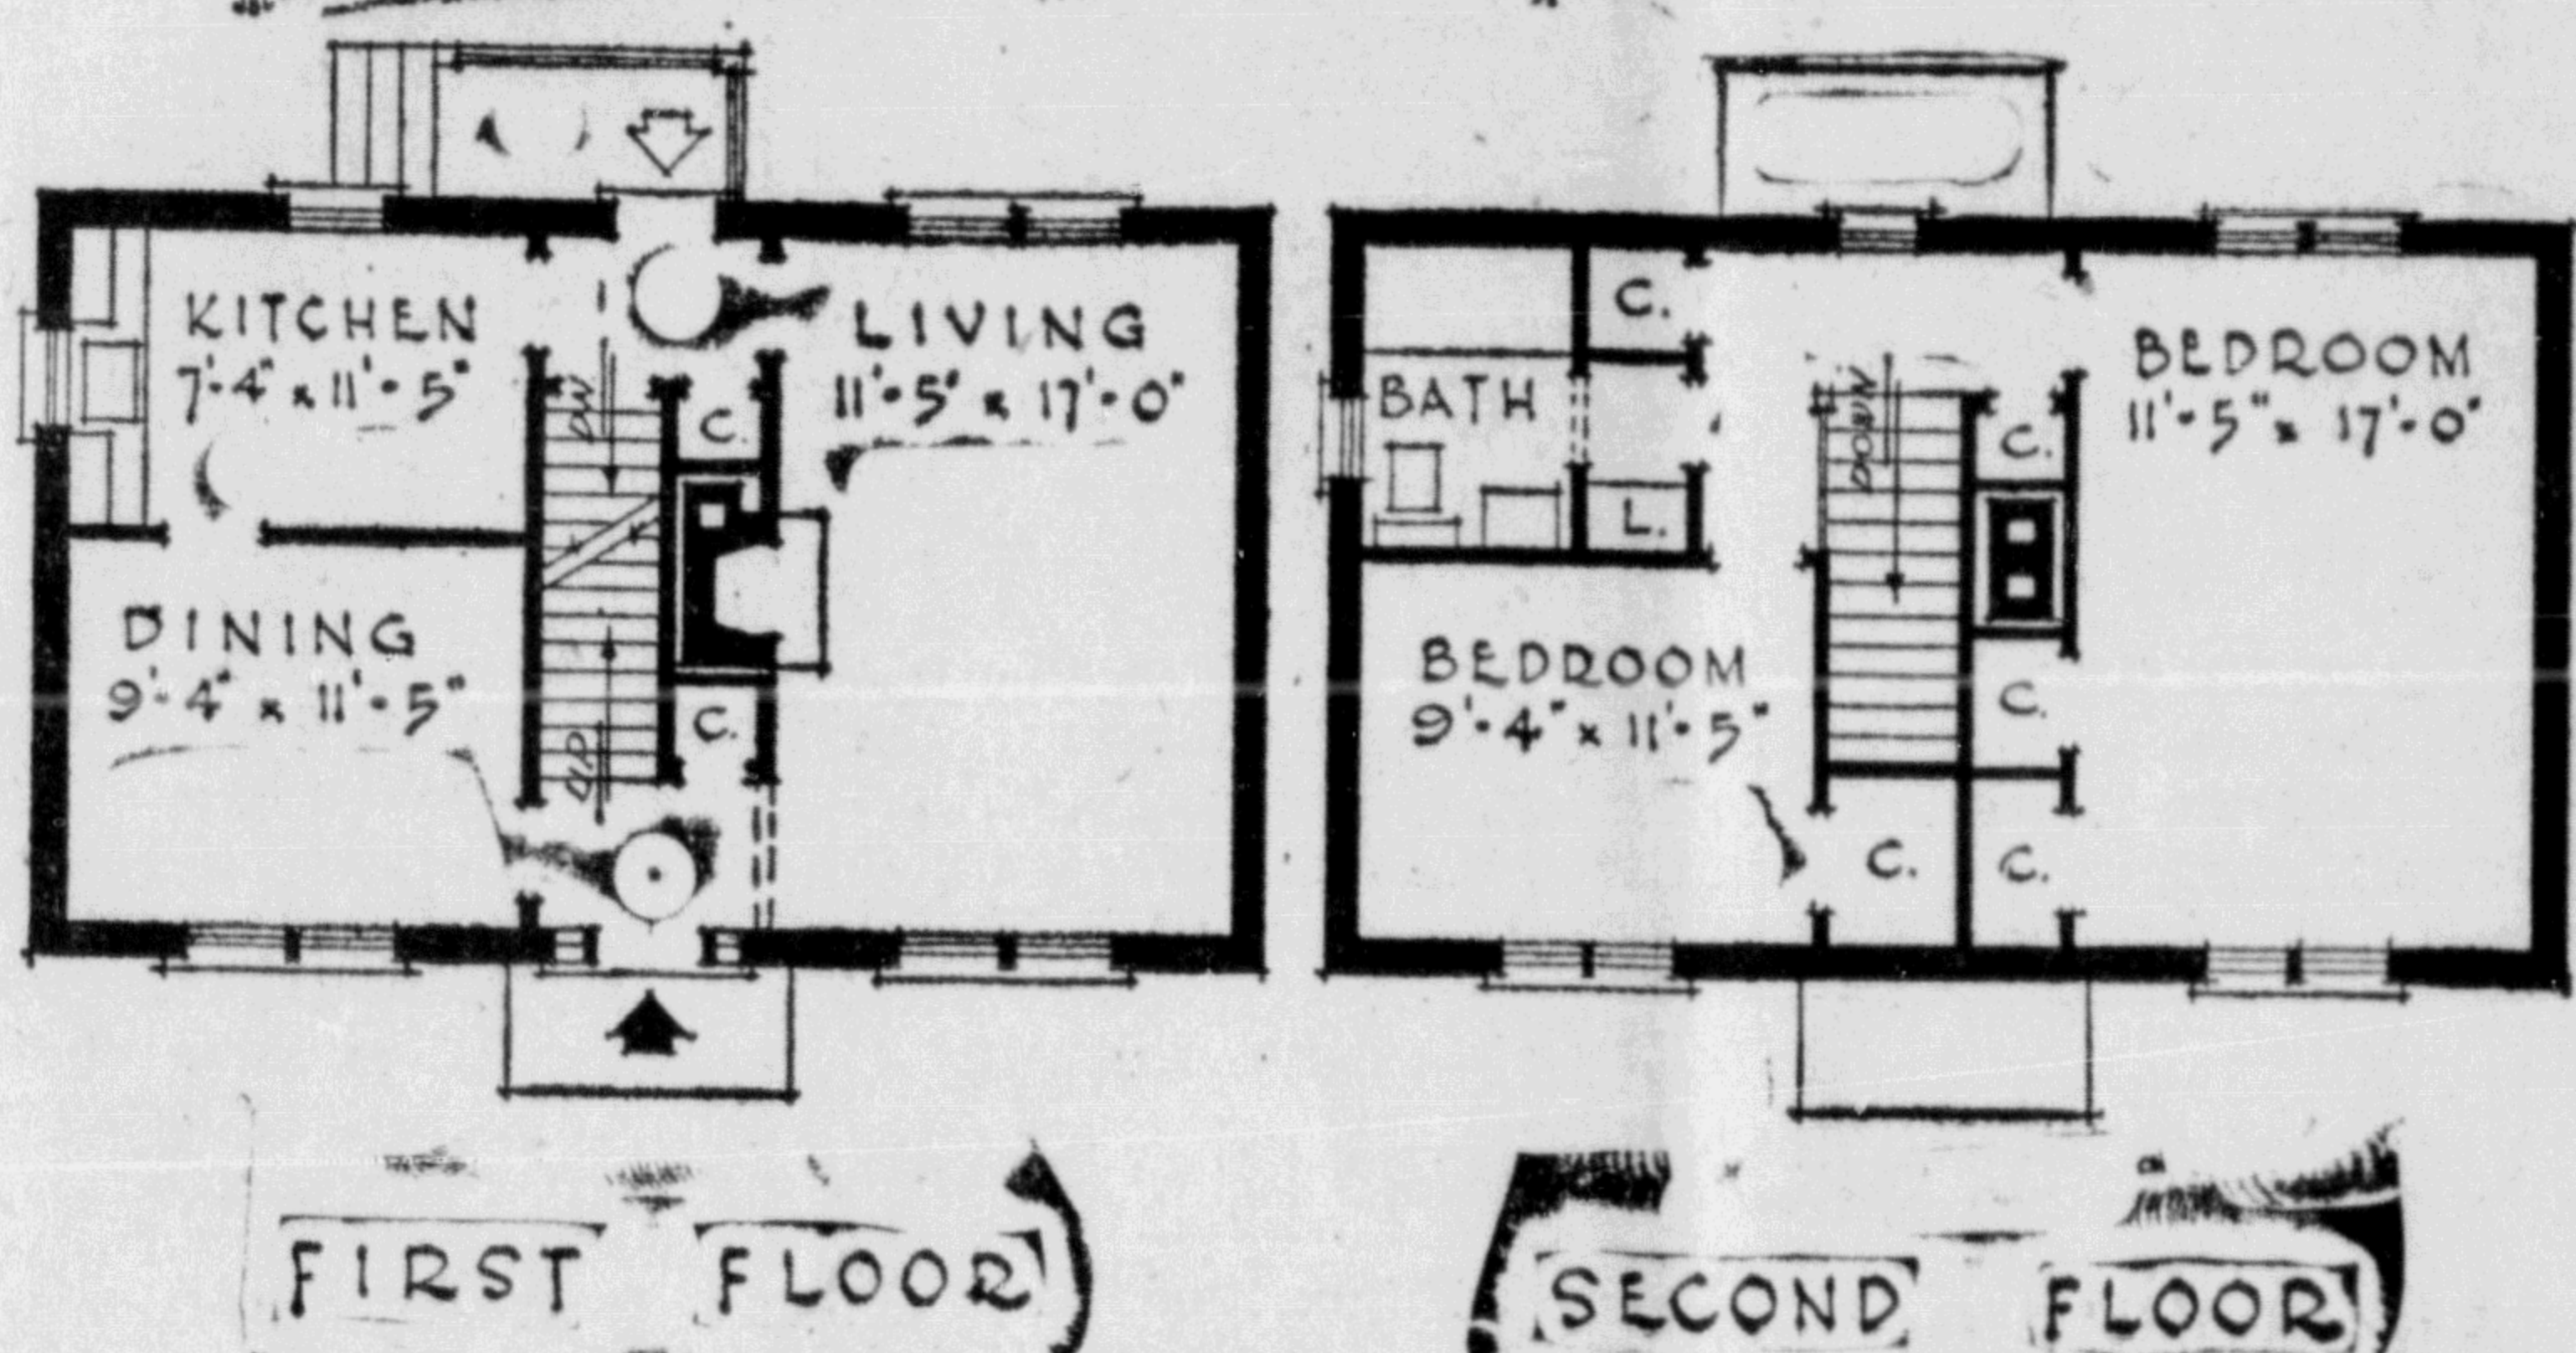 KITCHEN
7'-4" x 11'-5"
LIVING
11'-5" x 17'-0"
DW
C.
DINING
9'-4" x 11'-5"
UP
C.
FIRST FLOOR
C.
BATH
L.
BEDROOM
11'-5" x 17'-0"
DOWN
C.
BEDROOM
9'-4" x 11'-5"
C.
C.
C.
SECOND FLOOR